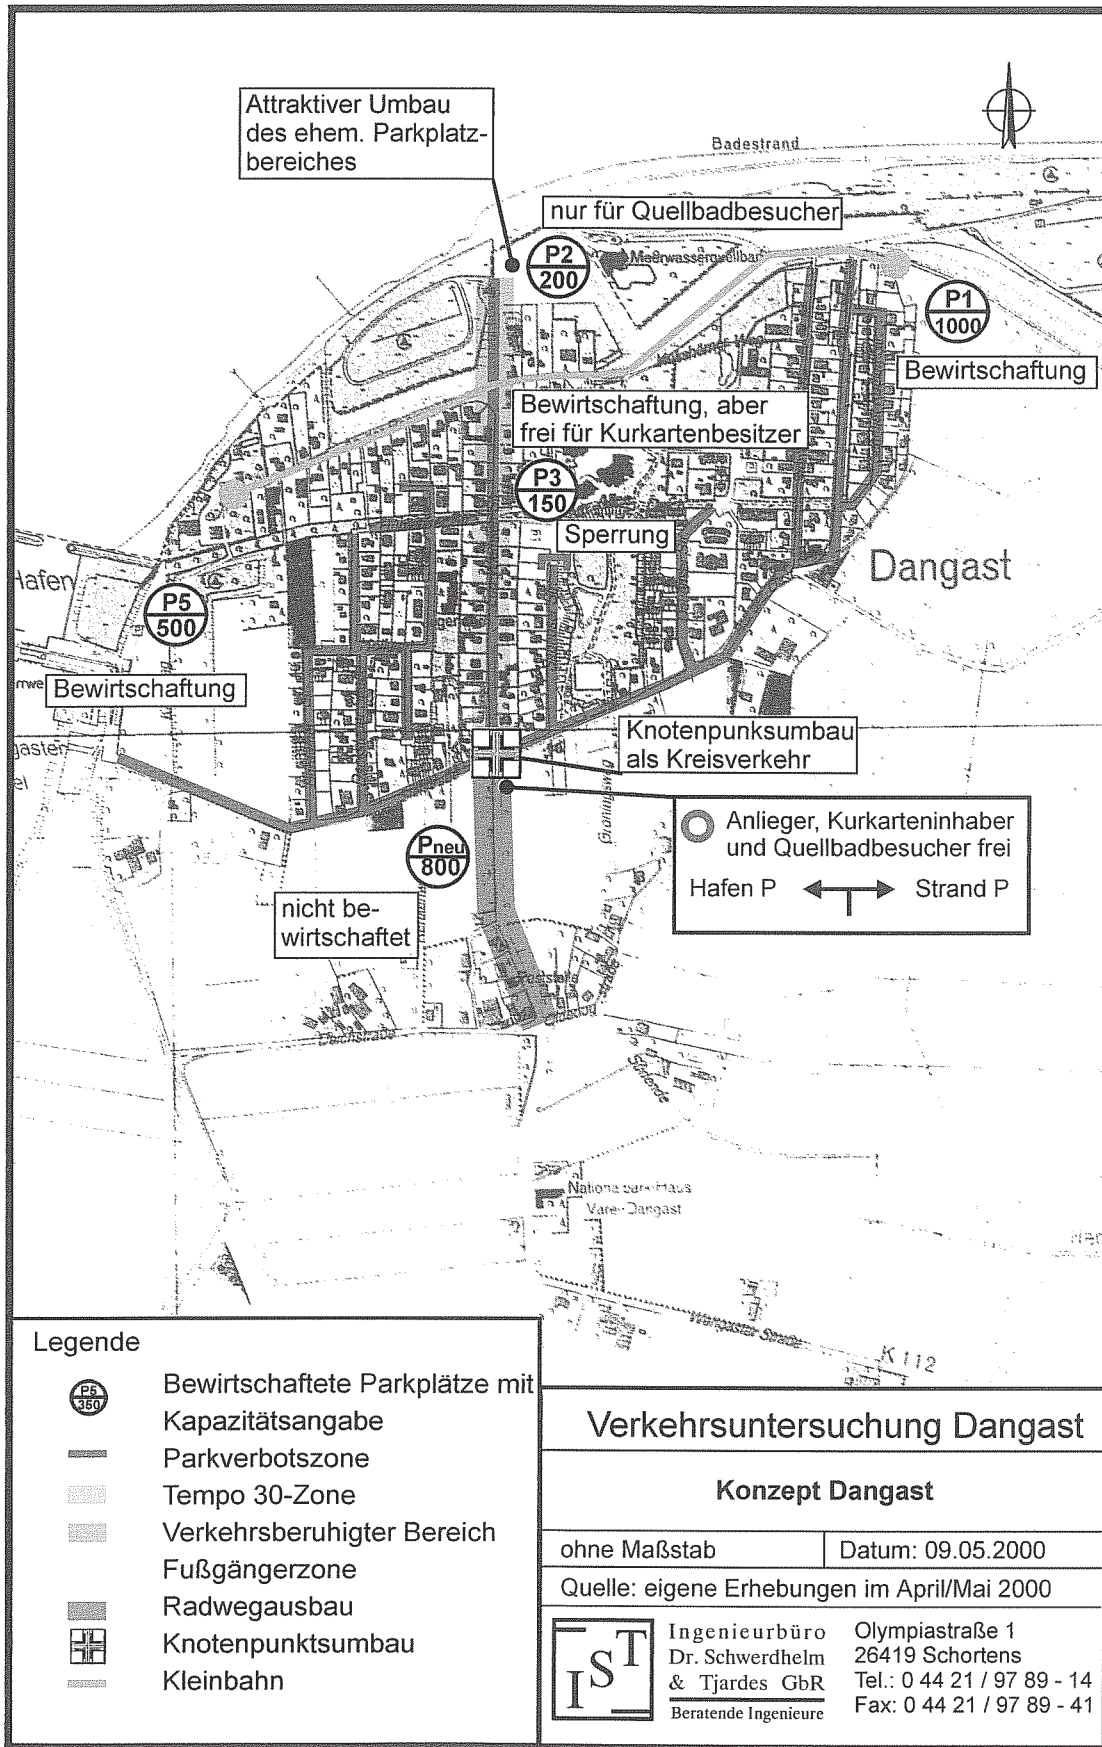 Attraktiver Umbau
des ehem. Parkplatz-
bereiches
Badestrand
nur für Quellbadbesucher
P2
200
Meerwasserquellbad
P1
1000
Bewirtschaftung
Bewirtschaftung, aber
frei für Kurkartenbesitzer
P3
150
Sperrung
Dangast
Hafen
P5
500
Bewirtschaftung
Knotenpunksumbau
als Kreisverkehr
Anlieger, Kurkarteninhaber
und Quellbadbesucher frei
Hafen P
Strand P
Pneu
800
nicht be-
wirtschaftet
Deichstraße
K 112
Legende
P5
350
Bewirtschaftete Parkplätze mit
Kapazitätsangabe
Parkverbotszone
Tempo 30-Zone
Verkehrsberuhigter Bereich
Fußgängerzone
Radwegausbau
Knotenpunktsumbau
Kleinbahn
Verkehrsuntersuchung Dangast
Konzept Dangast
ohne Maßstab
Datum: 09.05.2000
Quelle: eigene Erhebungen im April/Mai 2000
IST
Ingenieurbüro
Dr. Schwerdhelm
& Tjardes GbR
Beratende Ingenieure
Olympiastraße 1
26419 Schortens
Tel.: 0 44 21 / 97 89 - 14
Fax: 0 44 21 / 97 89 - 41